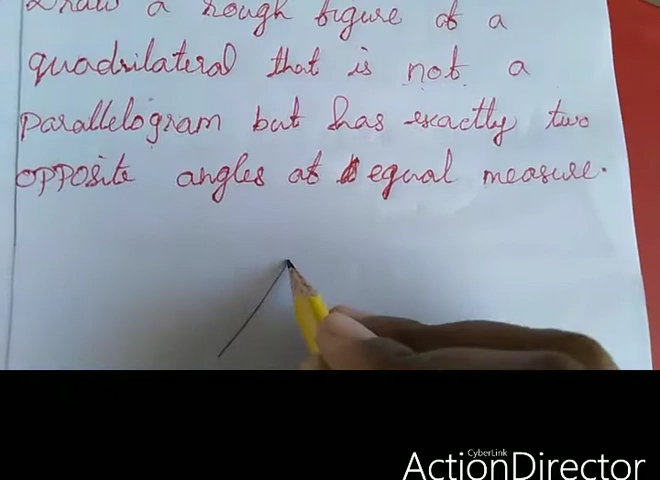 Draw a rough figure of a
quadrilateral that is not a
parallelogram but has exactly two
opposite angles of equal measure.
CyberLink
ActionDirector